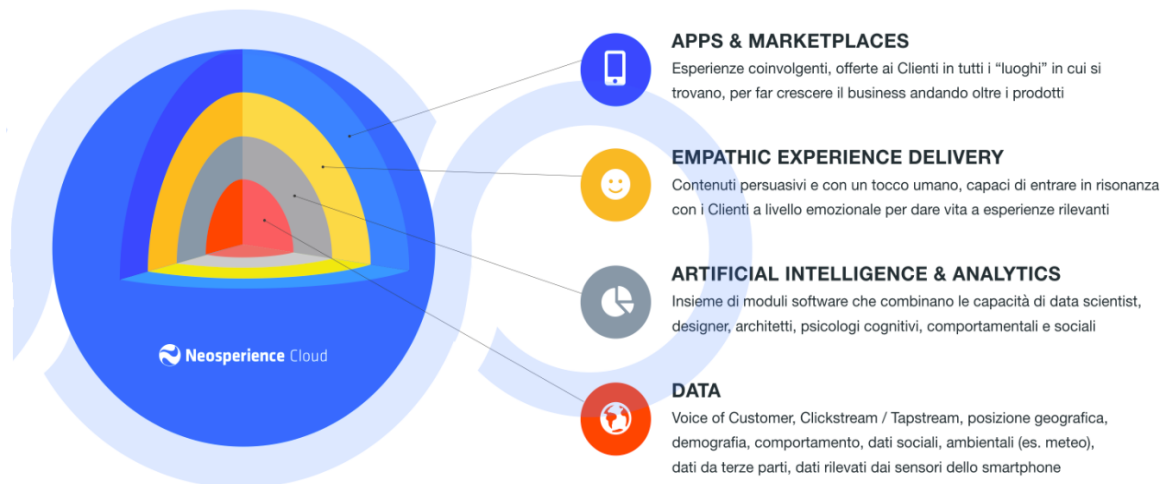 APPS & MARKETPLACES
Esperienze coinvolgenti, offerte ai Clienti in tutti i “luoghi” in cui si
trovano, per far crescere il business andando oltre i prodotti
EMPATHIC EXPERIENCE DELIVERY
Contenuti persuasivi e con un tocco umano, capaci di entrare in risonanza
con i Clienti a livello emozionale per dare vita a esperienze rilevanti
ARTIFICIAL INTELLIGENCE & ANALYTICS
Insieme di moduli software che combinano le capacità di data scientist,
designer, architetti, psicologi cognitivi, comportamentali e sociali
Neosperience Cloud
DATA
Voice of Customer, Clickstream / Tapstream, posizione geografica,
demografia, comportamento, dati sociali, ambientali (es. meteo),
dati da terze parti, dati rilevati dai sensori dello smartphone